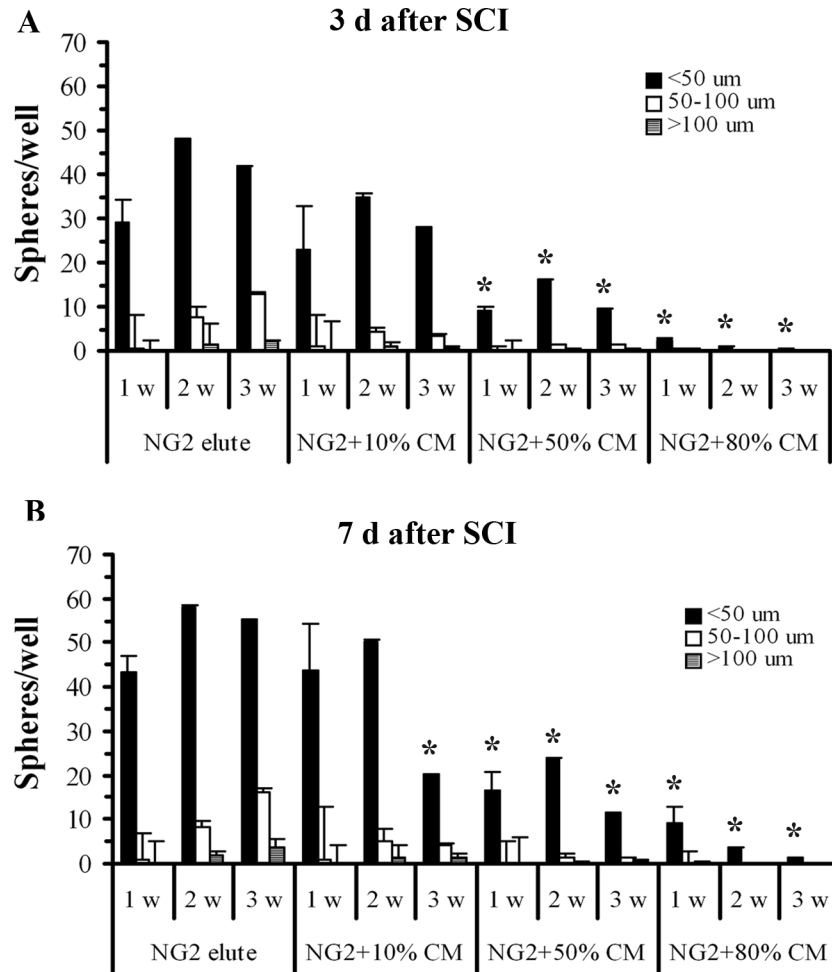 A
3 d after SCI
70
60
50
40
30
20
10
0
Spheres/well
<50 um
50-100 um
>100 um
* * * * * *
1 w 2 w 3 w 1 w 2 w 3 w 1 w 2 w 3 w 1 w 2 w 3 w
NG2 elute NG2+10% CM NG2+50% CM NG2+80% CM
B
7 d after SCI
70
60
50
40
30
20
10
0
Spheres/well
<50 um
50-100 um
>100 um
* * * * * * *
1 w 2 w 3 w 1 w 2 w 3 w 1 w 2 w 3 w 1 w 2 w 3 w
NG2 elute NG2+10% CM NG2+50% CM NG2+80% CM